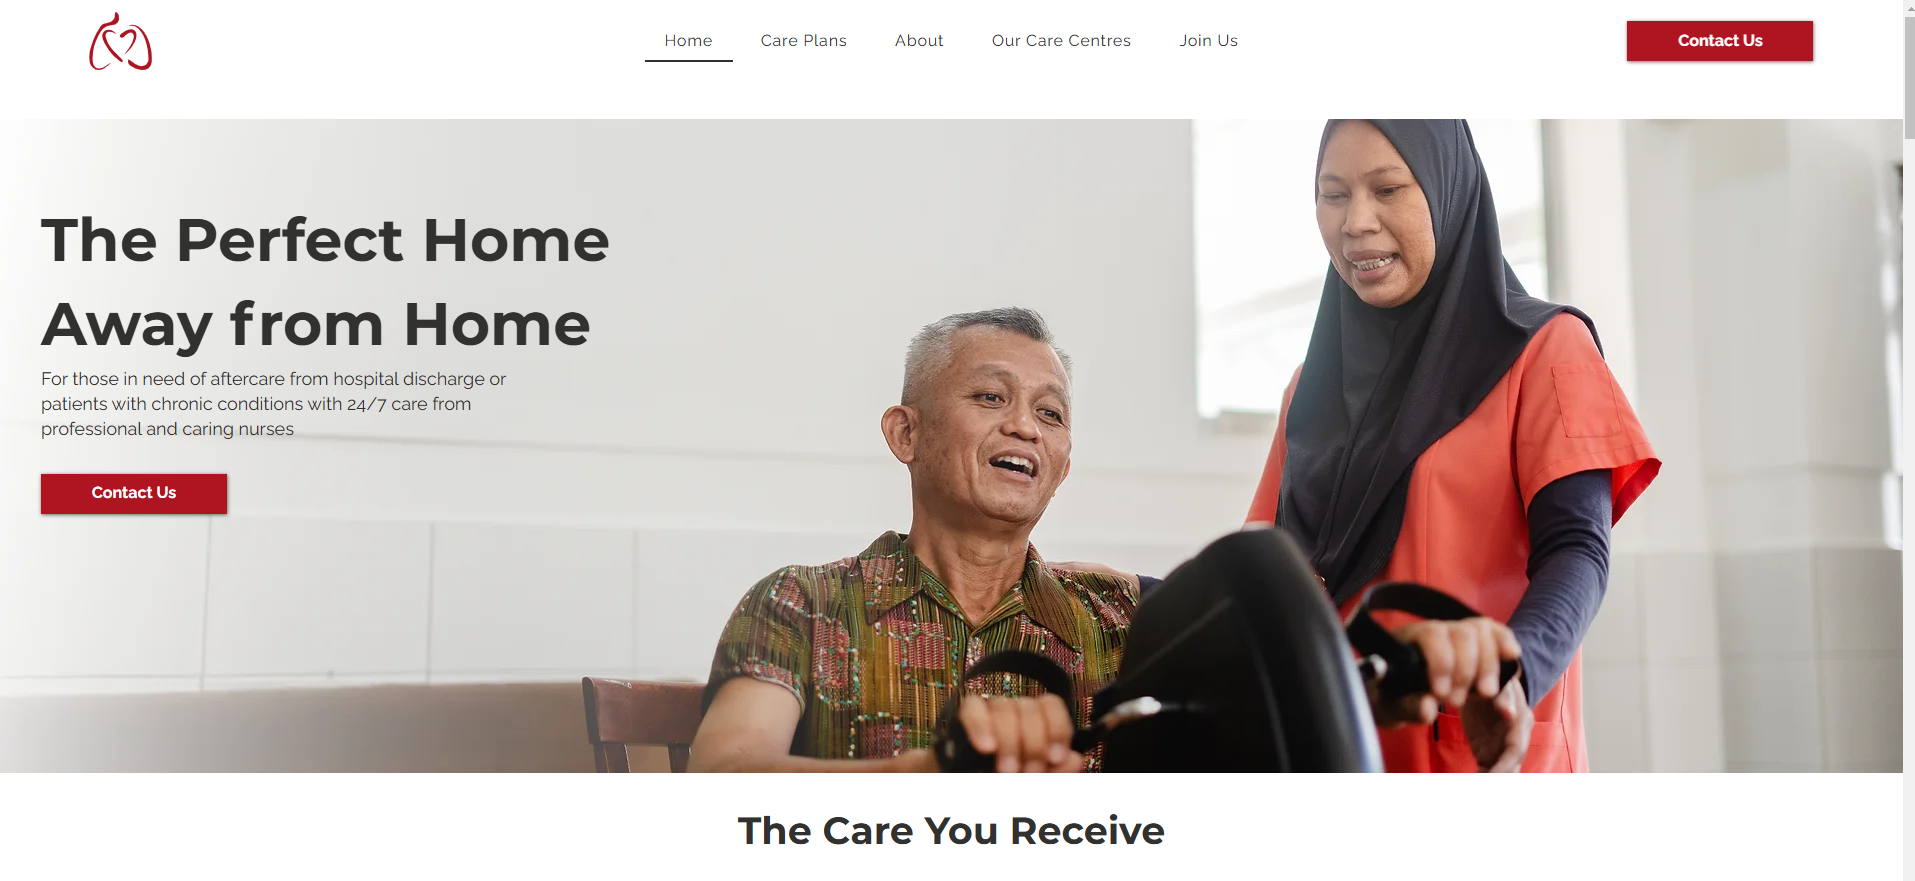 Home
Care Plans
About
Our Care Centres
Join Us
Contact Us
The Perfect Home
Away from Home
For those in need of aftercare from hospital discharge or
patients with chronic conditions with 24/7 care from
professional and caring nurses
Contact Us
The Care You Receive